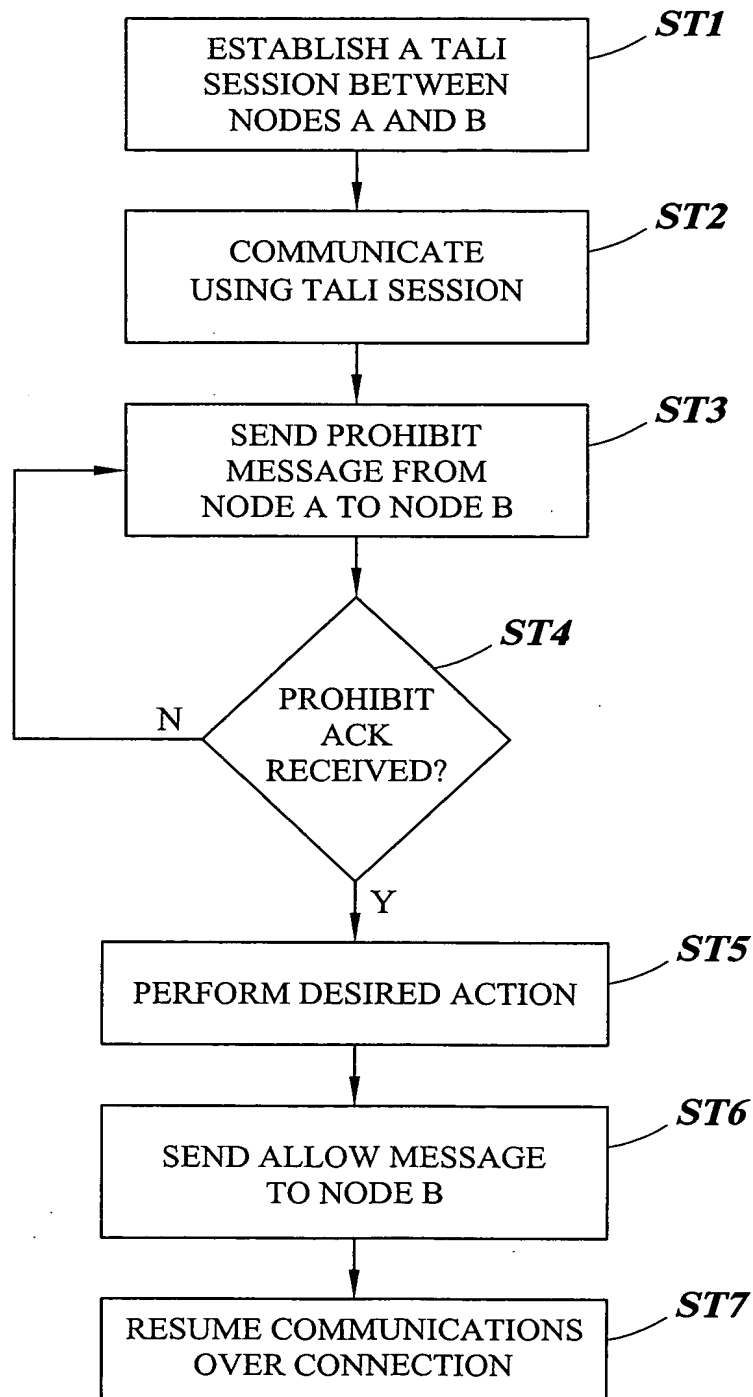 ST1
ESTABLISH A TALI
SESSION BETWEEN
NODES A AND B
ST2
COMMUNICATE
USING TALI SESSION
ST3
SEND PROHIBIT
MESSAGE FROM
NODE A TO NODE B
ST4
PROHIBIT
ACK
RECEIVED?
N
Y
ST5
PERFORM DESIRED ACTION
ST6
SEND ALLOW MESSAGE
TO NODE B
ST7
RESUME COMMUNICATIONS
OVER CONNECTION